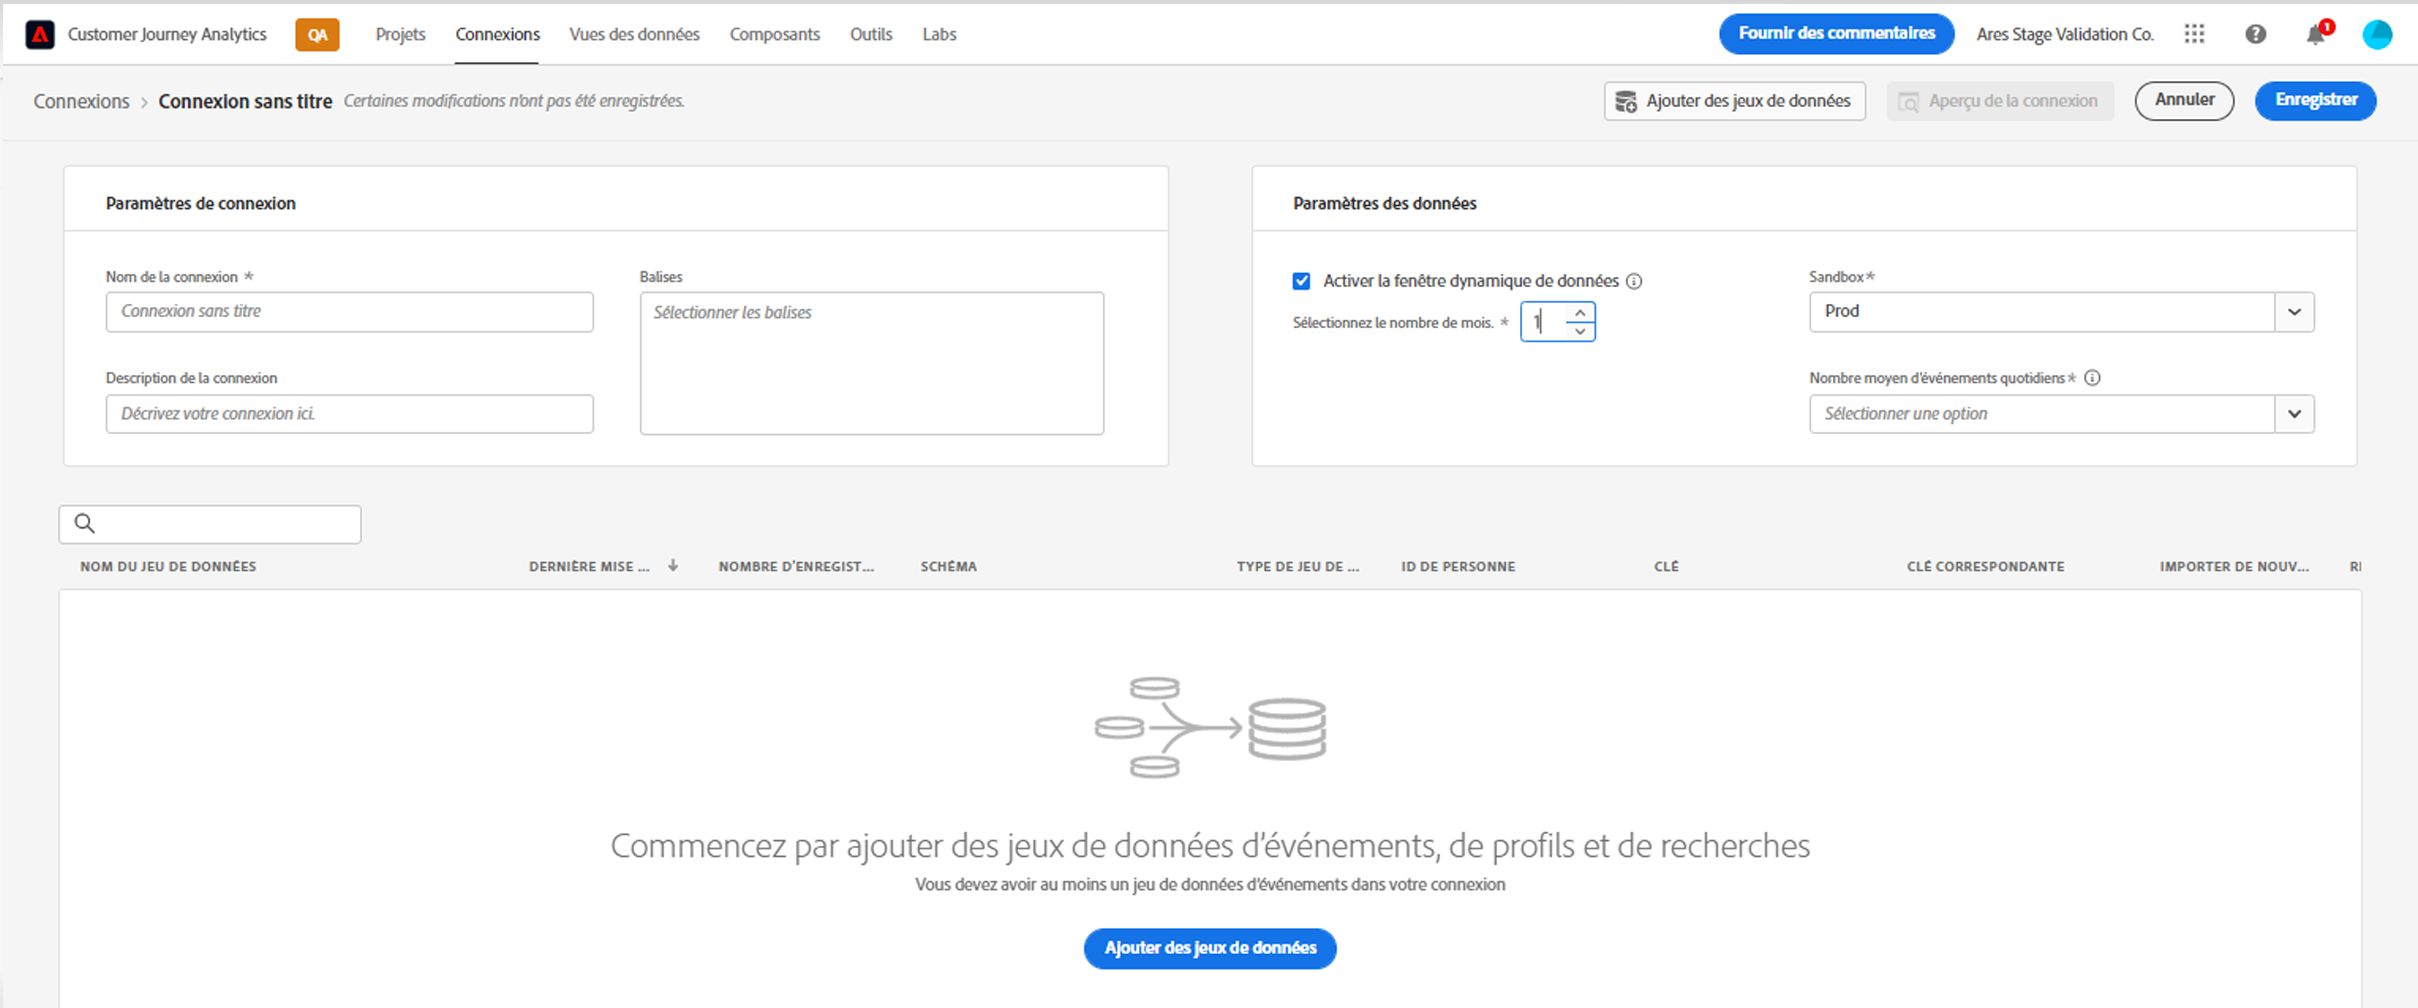 Customer Journey Analytics QA Projets Connexions Vues des données Composants Outils Labs Fournir des commentaires Ares Stage Validation Co. 1
Connexions > Connexion sans titre Certaines modifications n'ont pas été enregistrées. Ajouter des jeux de données Aperçu de la connexion Annuler Enregistrer
Paramètres de connexion
Nom de la connexion *
Connexion sans titre
Description de la connexion
Décrivez votre connexion ici.
Balises
Sélectionner les balises
Paramètres des données
Activer la fenêtre dynamique de données
Sélectionnez le nombre de mois. * 1
Sandbox*
Prod
Nombre moyen d'événements quotidiens*
Sélectionner une option
NOM DU JEU DE DONNÉES DERNIÈRE MISE ... NOMBRE D'ENREGIST... SCHÉMA TYPE DE JEU DE ... ID DE PERSONNE CLÉ CLÉ CORRESPONDANTE IMPORTER DE NOUV...
Commencez par ajouter des jeux de données d'événements, de profils et de recherches
Vous devez avoir au moins un jeu de données d'événements dans votre connexion
Ajouter des jeux de données